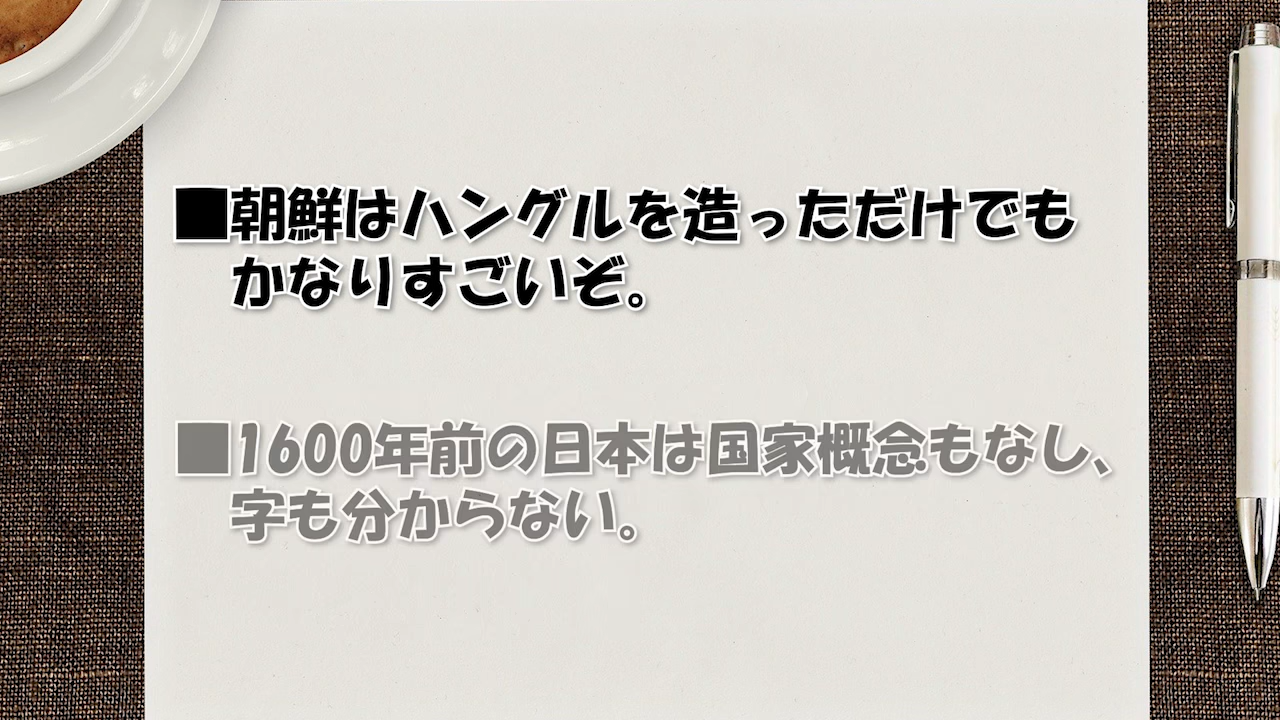 ■朝鮮はハングルを造っただけでも
かなりすごいぞ。
■1600年前の日本は国家概念もなし、
字も分からない。